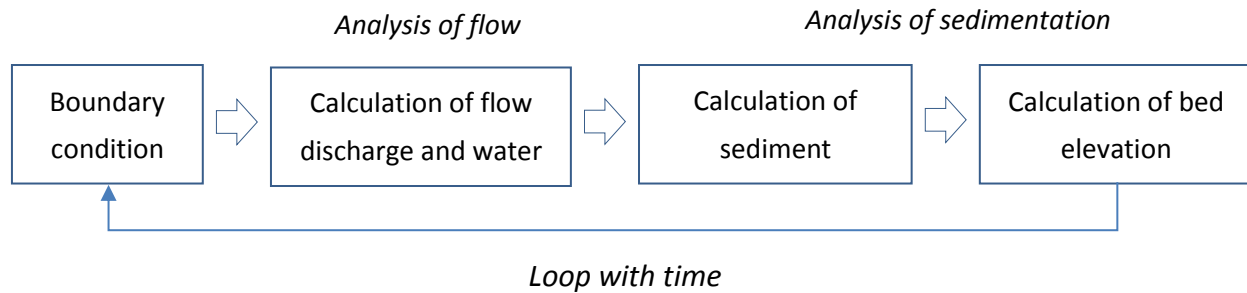 Analysis of flow
Analysis of sedimentation
Boundary
condition
Calculation of flow
discharge and water
Calculation of
sediment
Calculation of bed
elevation
Loop with time